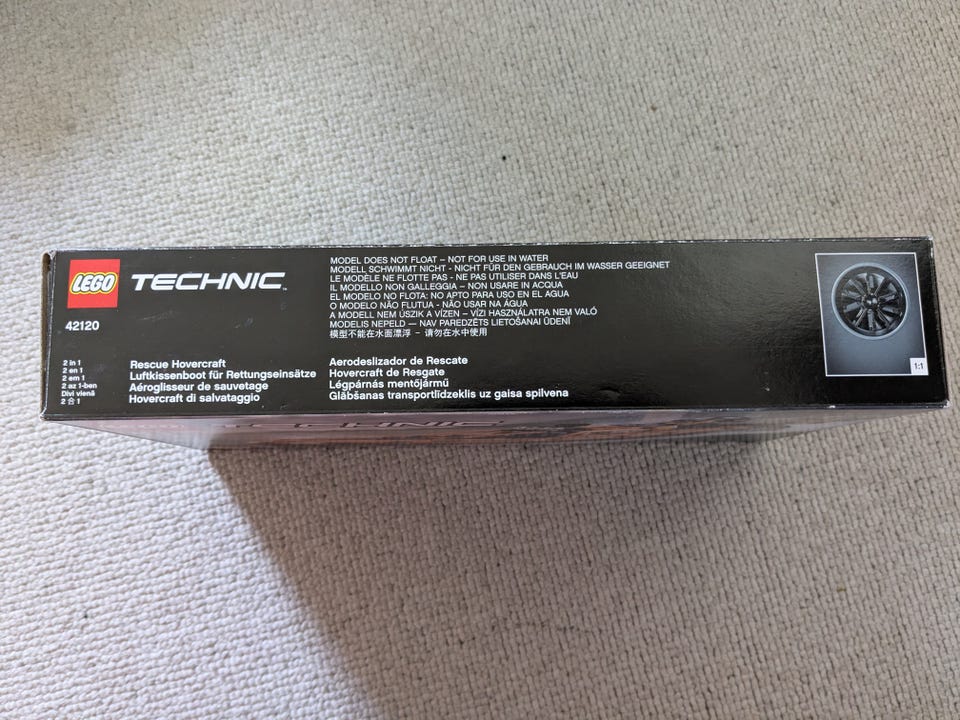 LEGO TECHNIC™
42120
MODEL DOES NOT FLOAT – NOT FOR USE IN WATER
MODELL SCHWIMMT NICHT - NICHT FÜR DEN GEBRAUCH IM WASSER GEEIGNET
LE MODÈLE NE FLOTTE PAS - NE PAS UTILISER DANS L'EAU
IL MODELLO NON GALLEGGIA – NON USARE IN ACQUA
EL MODELO NO FLOTA: NO APTO PARA USO EN EL AGUA
O MODELO NÃO FLUTUA - NÃO USAR NA ÁGUA
A MODELL NEM ÚSZIK A VÍZEN – VÍZI HASZNÁLATRA NEM VALÓ
MODELIS NEPELD — NAV PAREDZĒTS LIETOŠANAI ŪDENĪ
模型不能在水面漂浮 – 请勿在水中使用
2 in 1
2 en 1
2 em 1
2 az 1-ben
Divi vienā
2 合 1
Rescue Hovercraft
Luftkissenboot für Rettungseinsätze
Aéroglisseur de sauvetage
Hovercraft di salvataggio
Aerodeslizador de Rescate
Hovercraft de Resgate
Légpárnás mentőjármű
Glābšanas transportlīdzeklis uz gaisa spilvena
1:1
TECHNIC